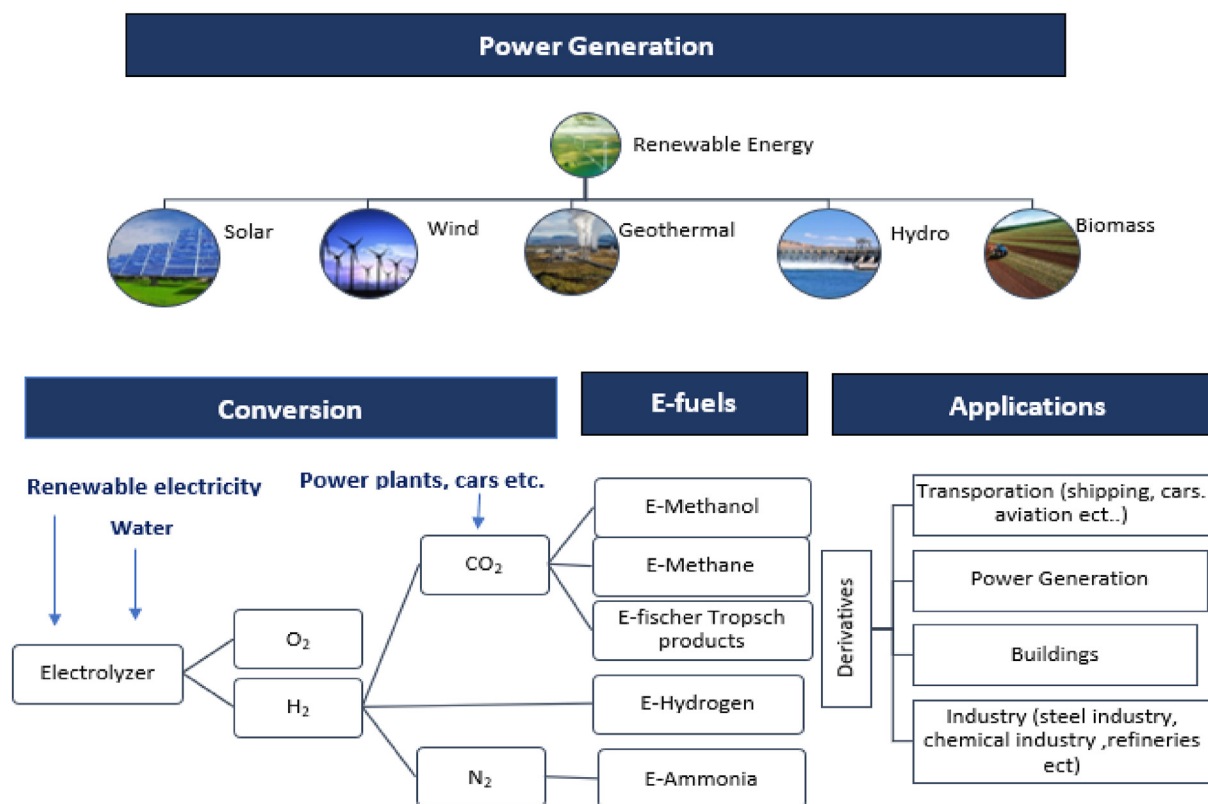 Power Generation
Renewable Energy
Solar
Wind
Geothermal
Hydro
Biomass
Conversion
E-fuels
Applications
Renewable electricity
Water
Power plants, cars etc.
Electrolyzer
O₂
H₂
CO₂
N₂
E-Methanol
E-Methane
E-fischer Tropsch
products
E-Hydrogen
E-Ammonia
Derivatives
Transporation (shipping, cars.
aviation ect..)
Power Generation
Buildings
Industry (steel industry,
chemical industry ,refineries
ect)